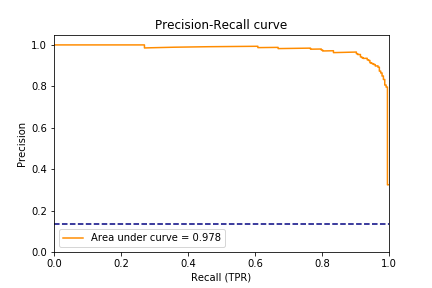 Precision-Recall curve
1.0
0.8
0.6
0.4
0.2
0.0
Precision
Area under curve = 0.978
0.0 0.2 0.4 0.6 0.8 1.0
Recall (TPR)